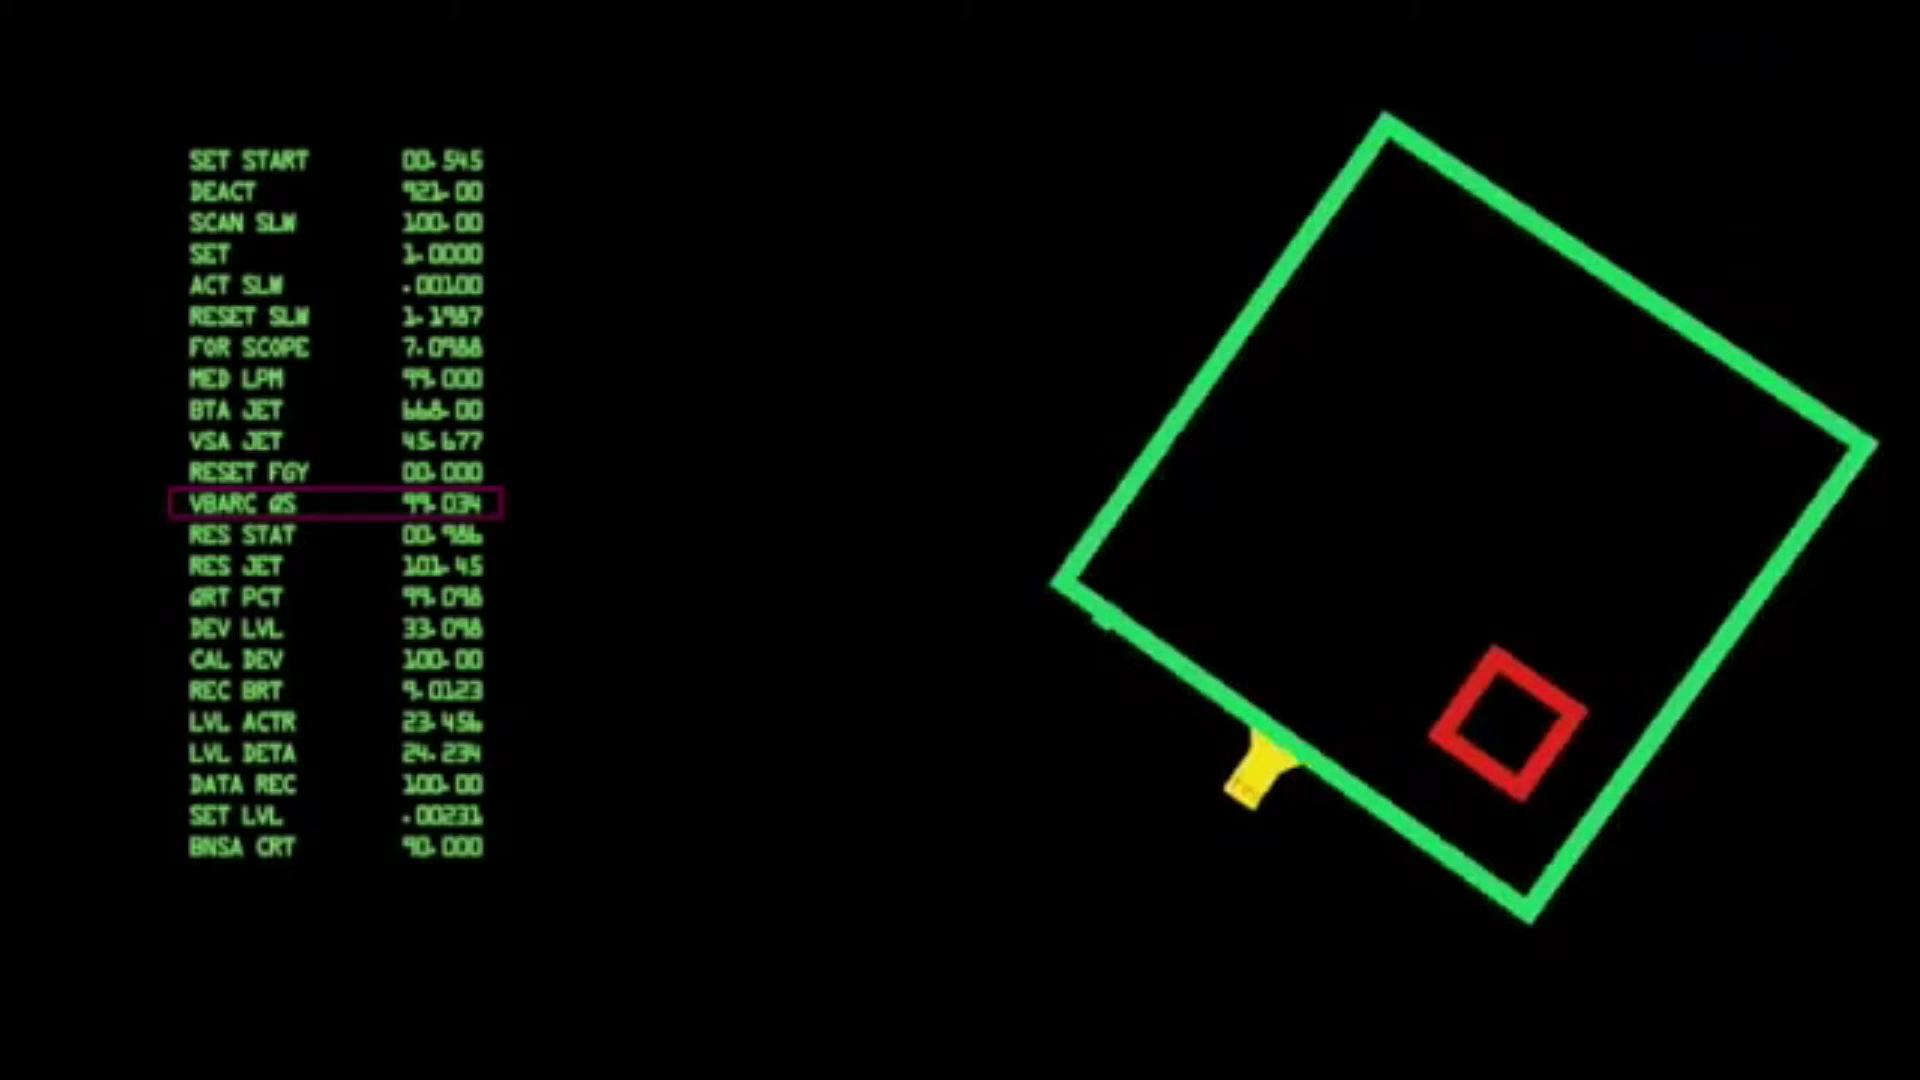 SET START 00.545
DEACT 921.00
SCAN SLW 100.00
SET 1.0000
ACT SLW .00100
RESET SLW 1.1987
FOR SCOPE 7.0988
MED LPM 99.000
BTA JET 668.00
VSA JET 45.677
RESET FGY 00.000
VBARC QS 99.034
RES STAT 00.986
RES JET 101.45
QRT PCT 99.098
DEV LVL 33.098
CAL DEV 100.00
REC BRT 9.0123
LVL ACTR 23.456
LVL DETA 24.234
DATA REC 100.00
SET LVL .00231
BNSA CRT 90.000